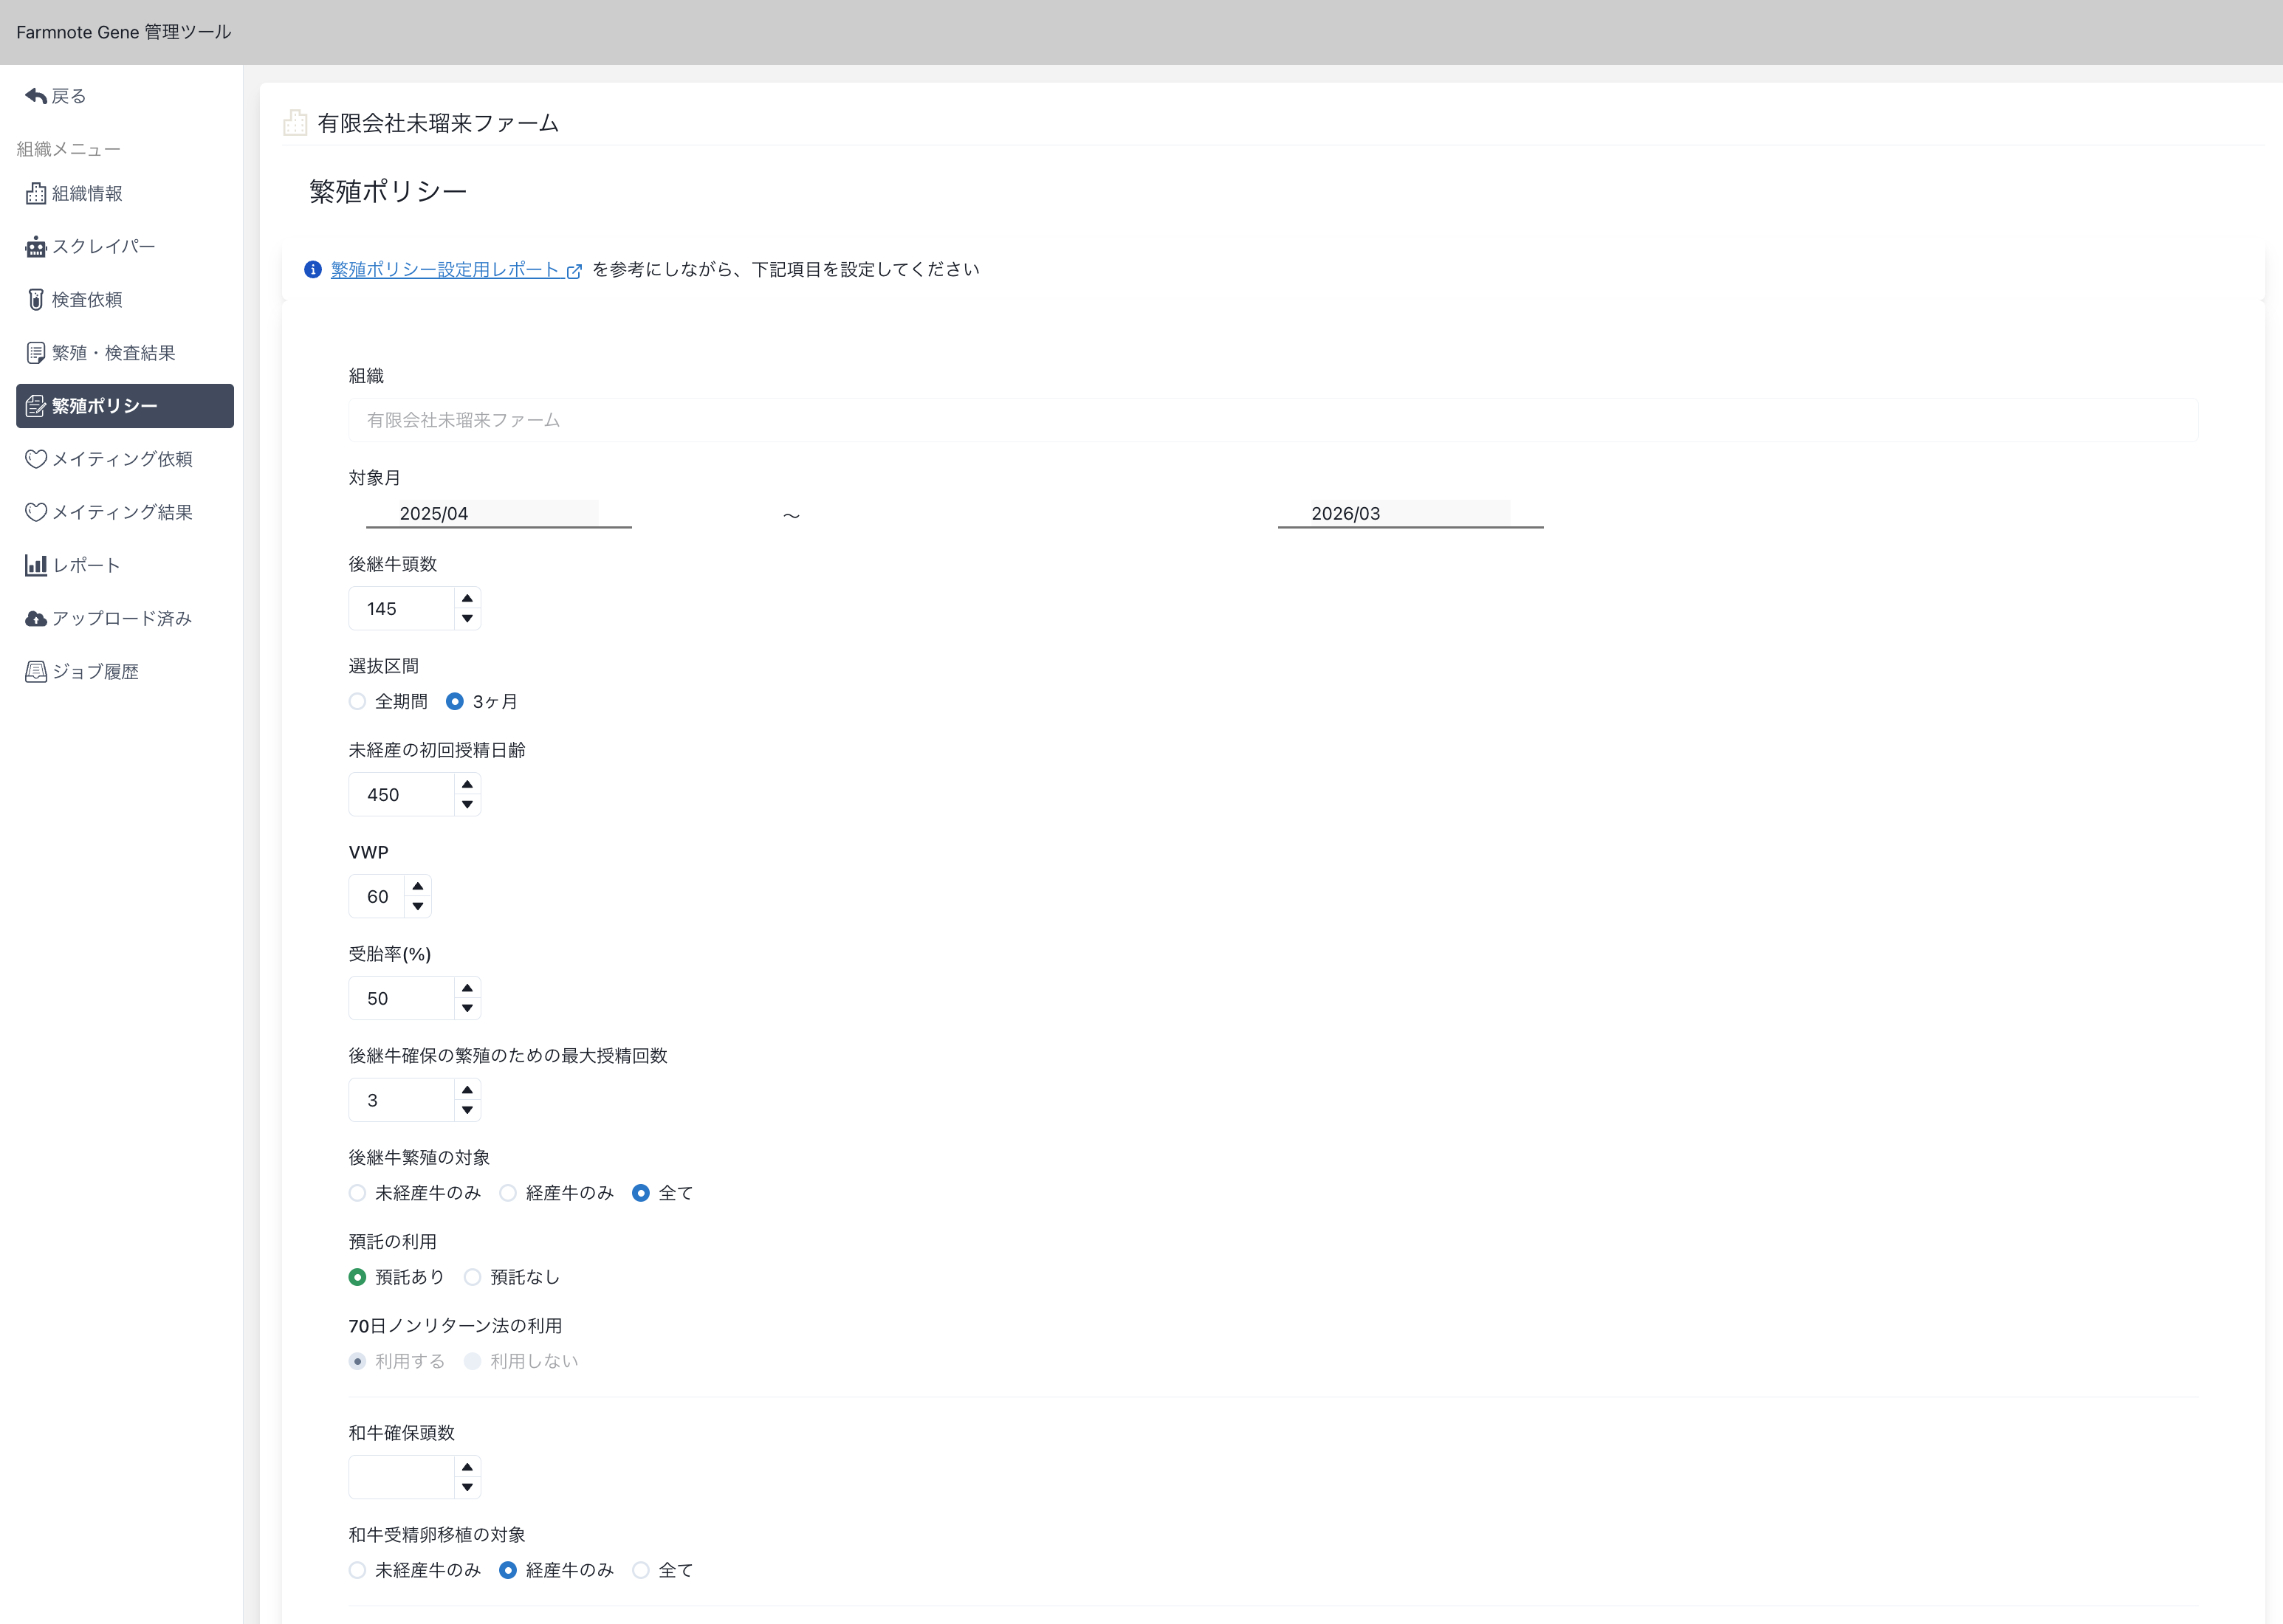 Farmnote Gene 管理ツール
戻る
組織メニュー
組織情報
スクレイパー
検査依頼
繁殖・検査結果
繁殖ポリシー
メイティング依頼
メイティング結果
レポート
アップロード済み
ジョブ履歴
有限会社未瑠来ファーム
繁殖ポリシー
繁殖ポリシー設定用レポート を参考にしながら、下記項目を設定してください
組織
有限会社未瑠来ファーム
対象月
2025/04 〜 2026/03
後継牛頭数
145
選抜区間
全期間 3ヶ月
未経産の初回授精日齢
450
VWP
60
受胎率(%)
50
後継牛確保の繁殖のための最大授精回数
3
後継牛繁殖の対象
未経産牛のみ 経産牛のみ 全て
預託の利用
預託あり 預託なし
70日ノンリターン法の利用
利用する 利用しない
和牛確保頭数
和牛受精卵移植の対象
未経産牛のみ 経産牛のみ 全て